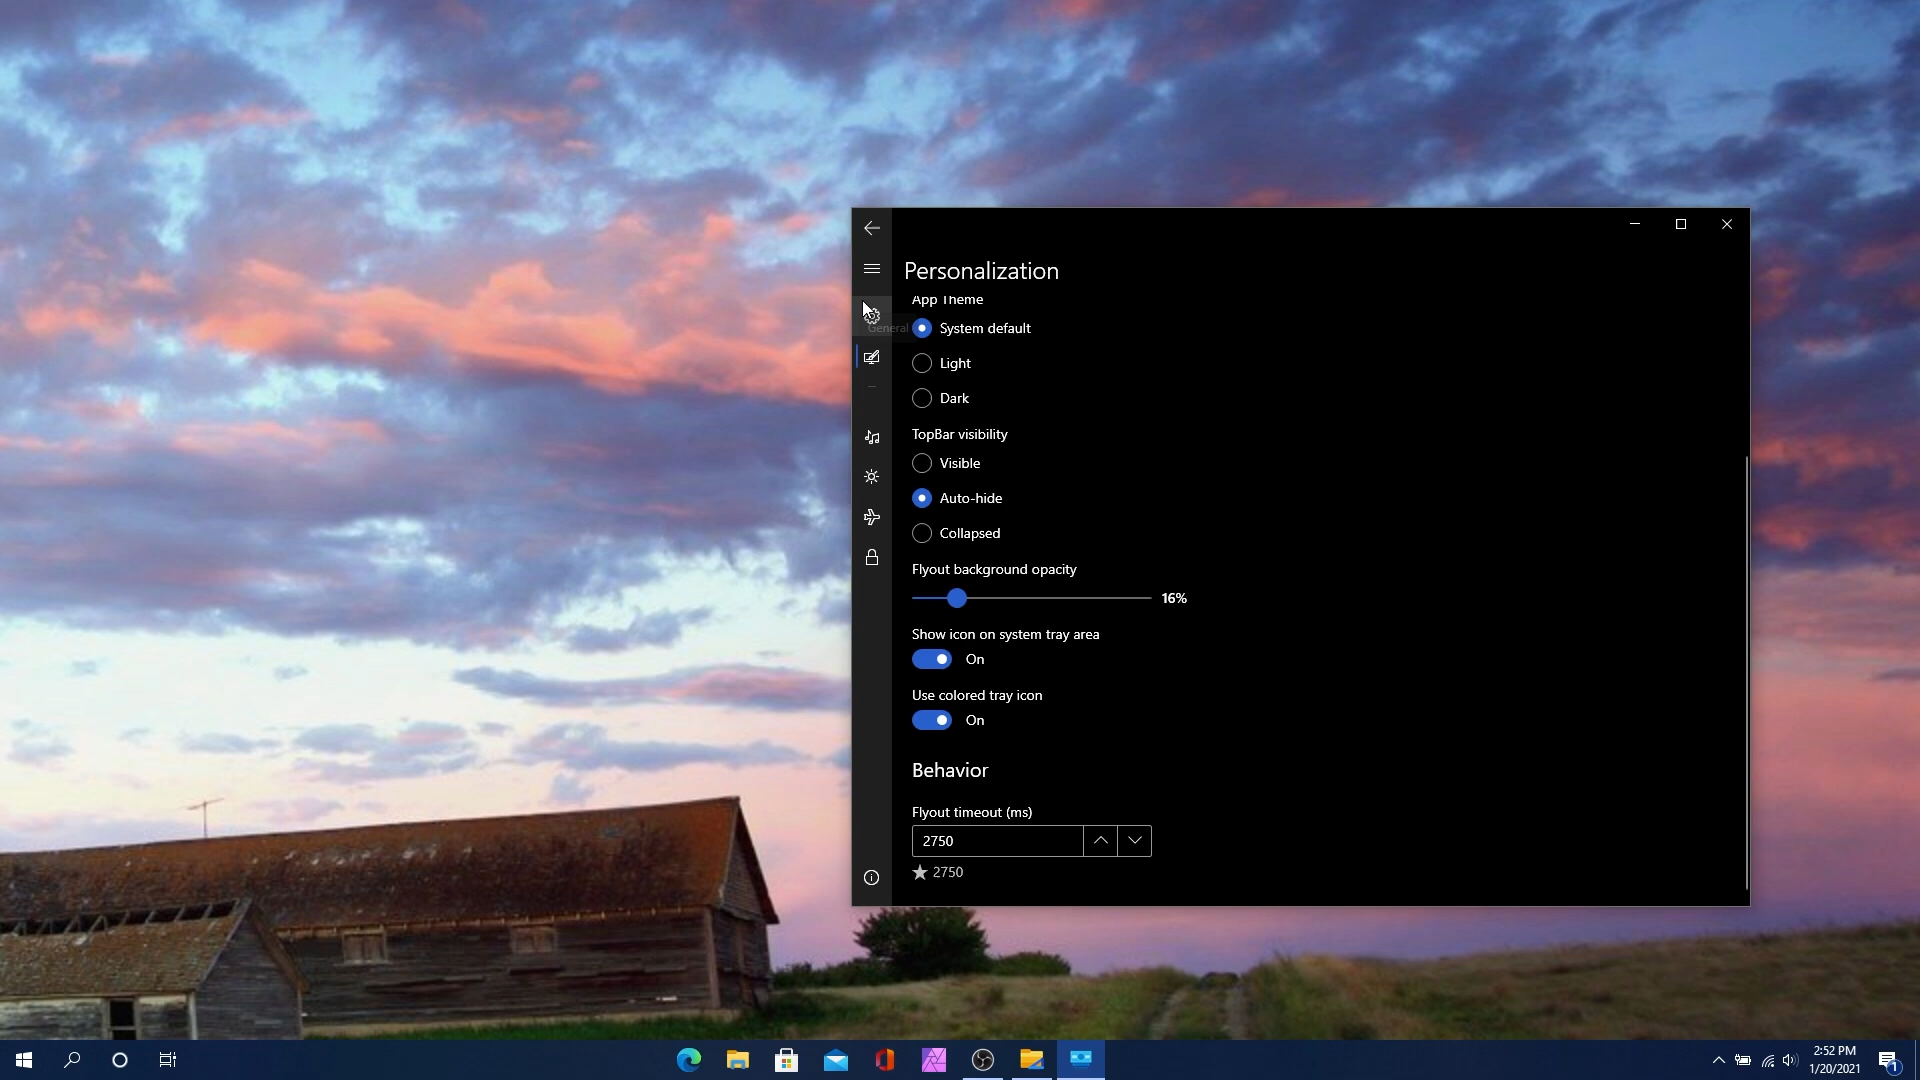 Personalization
App Theme
General
System default
Light
Dark
TopBar visibility
Visible
Auto-hide
Collapsed
Flyout background opacity
16%
Show icon on system tray area
On
Use colored tray icon
On
Behavior
Flyout timeout (ms)
2750
2750
2:52 PM
1/20/2021
1